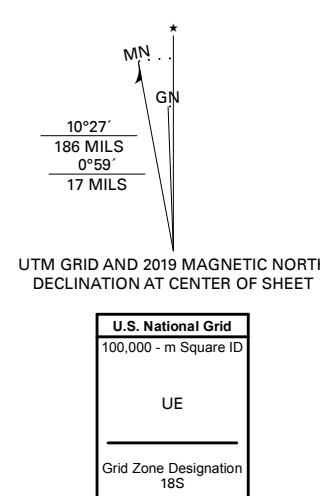 ★
MN
GN
10°27´
186 MILS
0°59´
17 MILS
UTM GRID AND 2019 MAGNETIC NORTH
DECLINATION AT CENTER OF SHEET
U.S. National Grid
100,000 - m Square ID
UE
Grid Zone Designation
18S